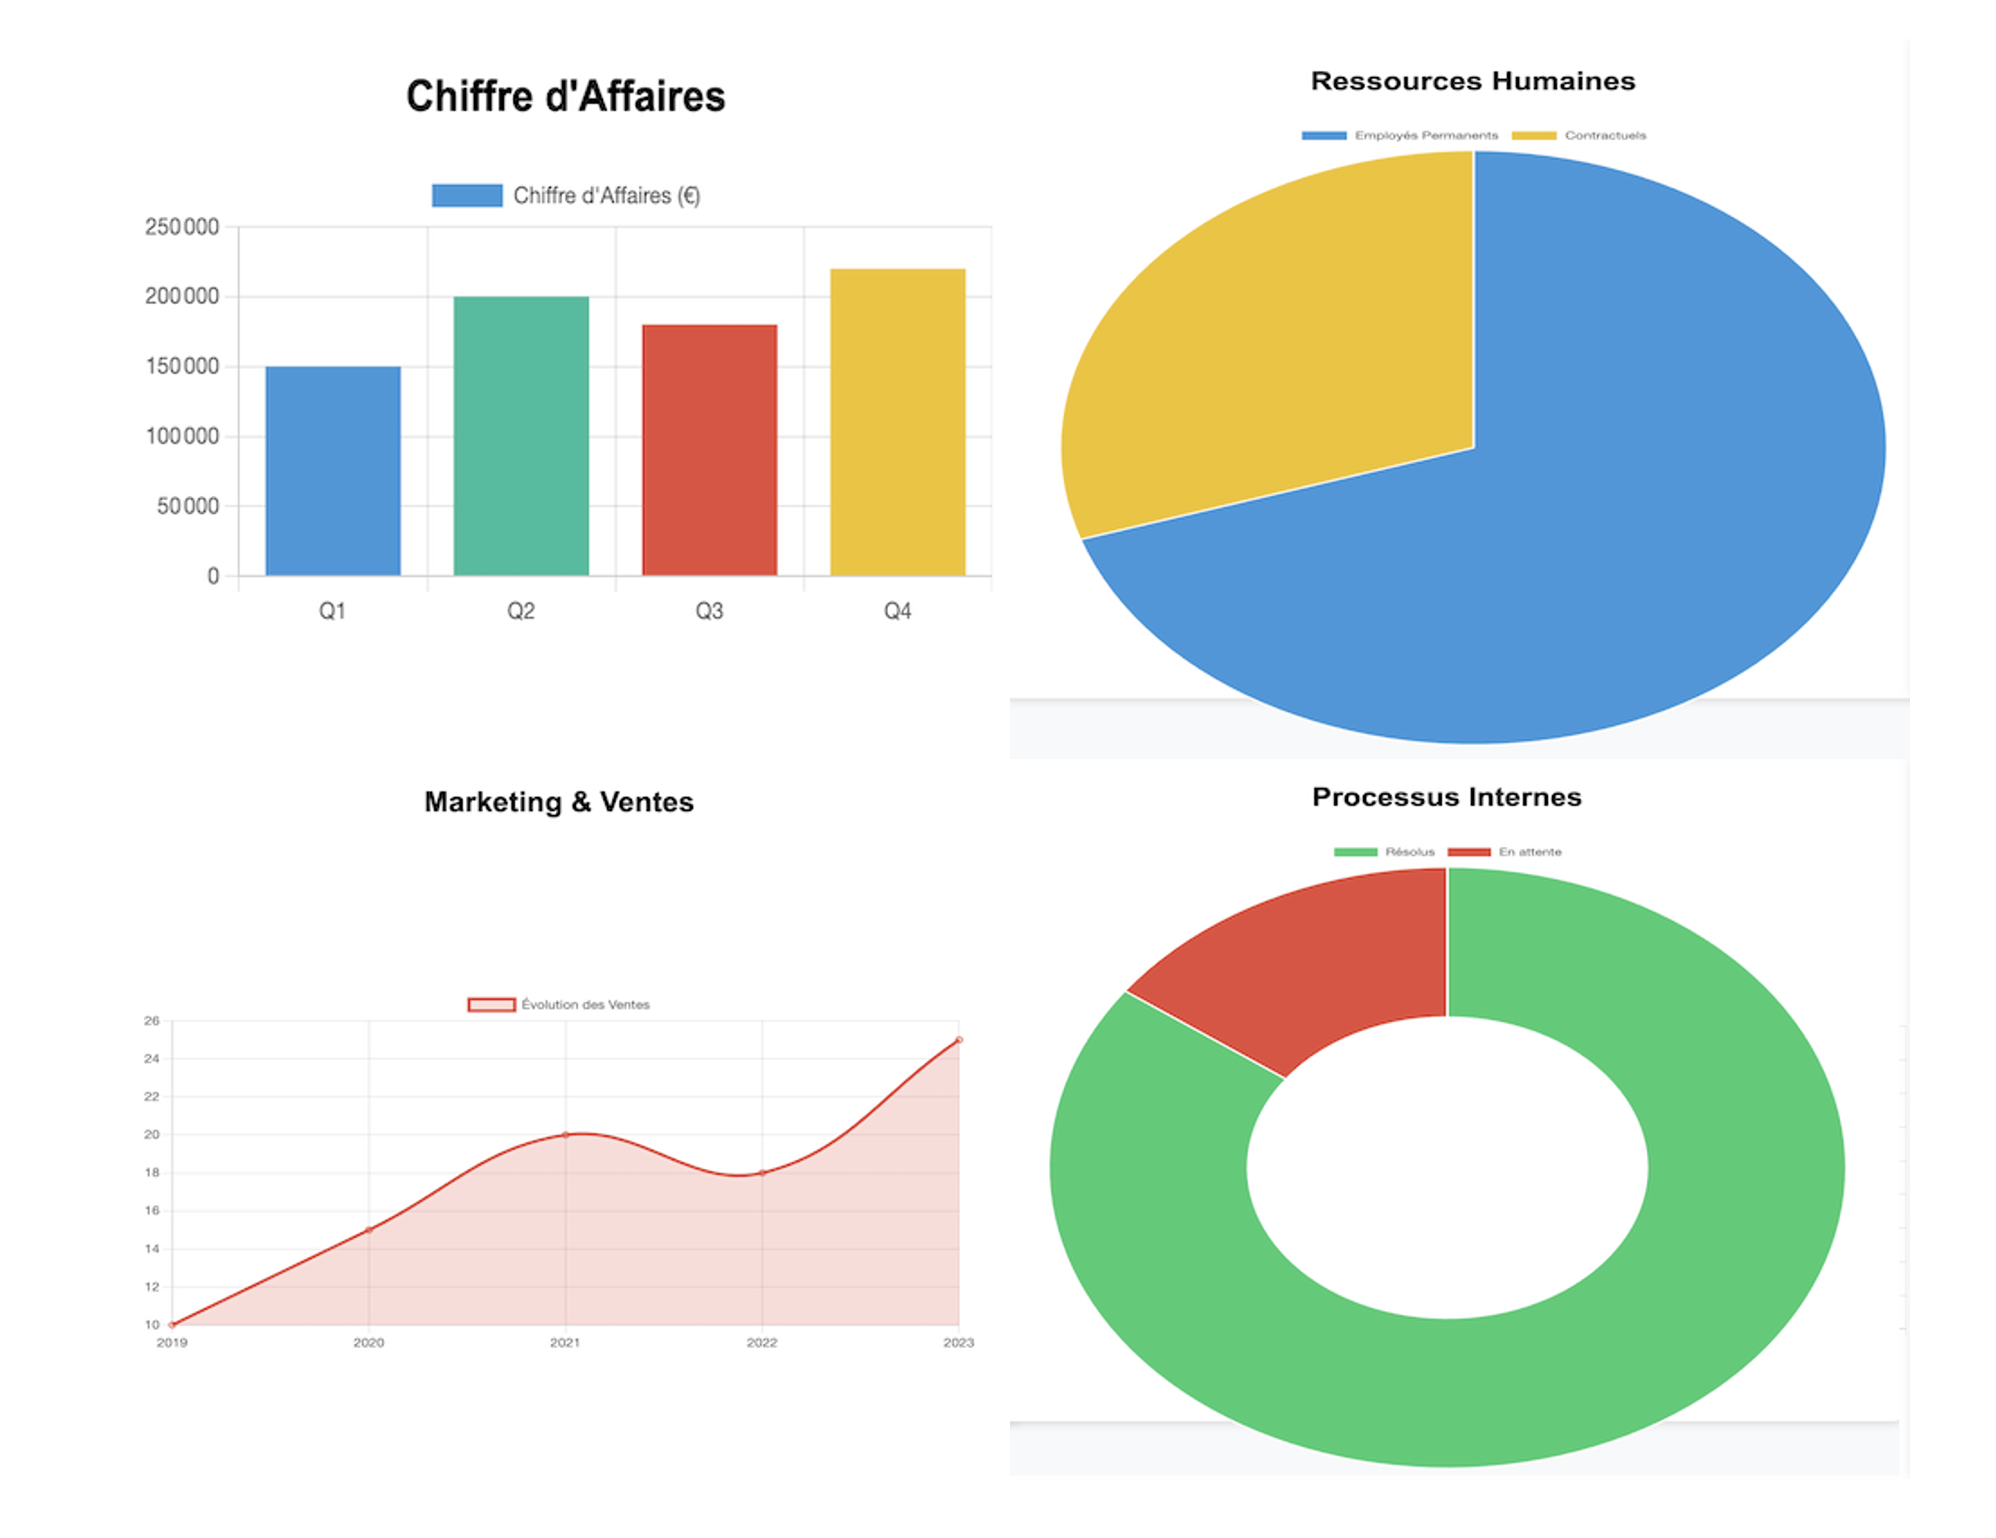 Chiffre d'Affaires
Chiffre d'Affaires (€)
250 000
200 000
150 000
100 000
50 000
0
Q1 Q2 Q3 Q4
Ressources Humaines
Employés Permanents Contractuels
Marketing & Ventes
Évolution des Ventes
26
24
22
20
18
16
14
12
10
2019 2020 2021 2022 2023
Processus Internes
Résolus En attente